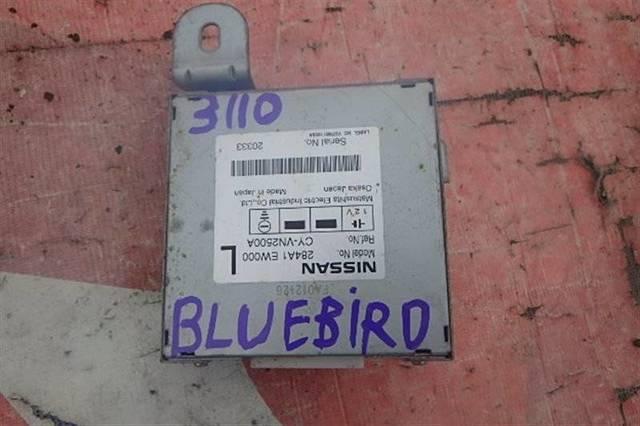 3110
NISSAN
Model No.
284A1 EW000 L
Ref.No.
CY-VN2500A
12V
Matsushita Electric Industrial Co.,Ltd.
Osaka Japan Made in Japan
Serial No.
20333
BLUEBIRD